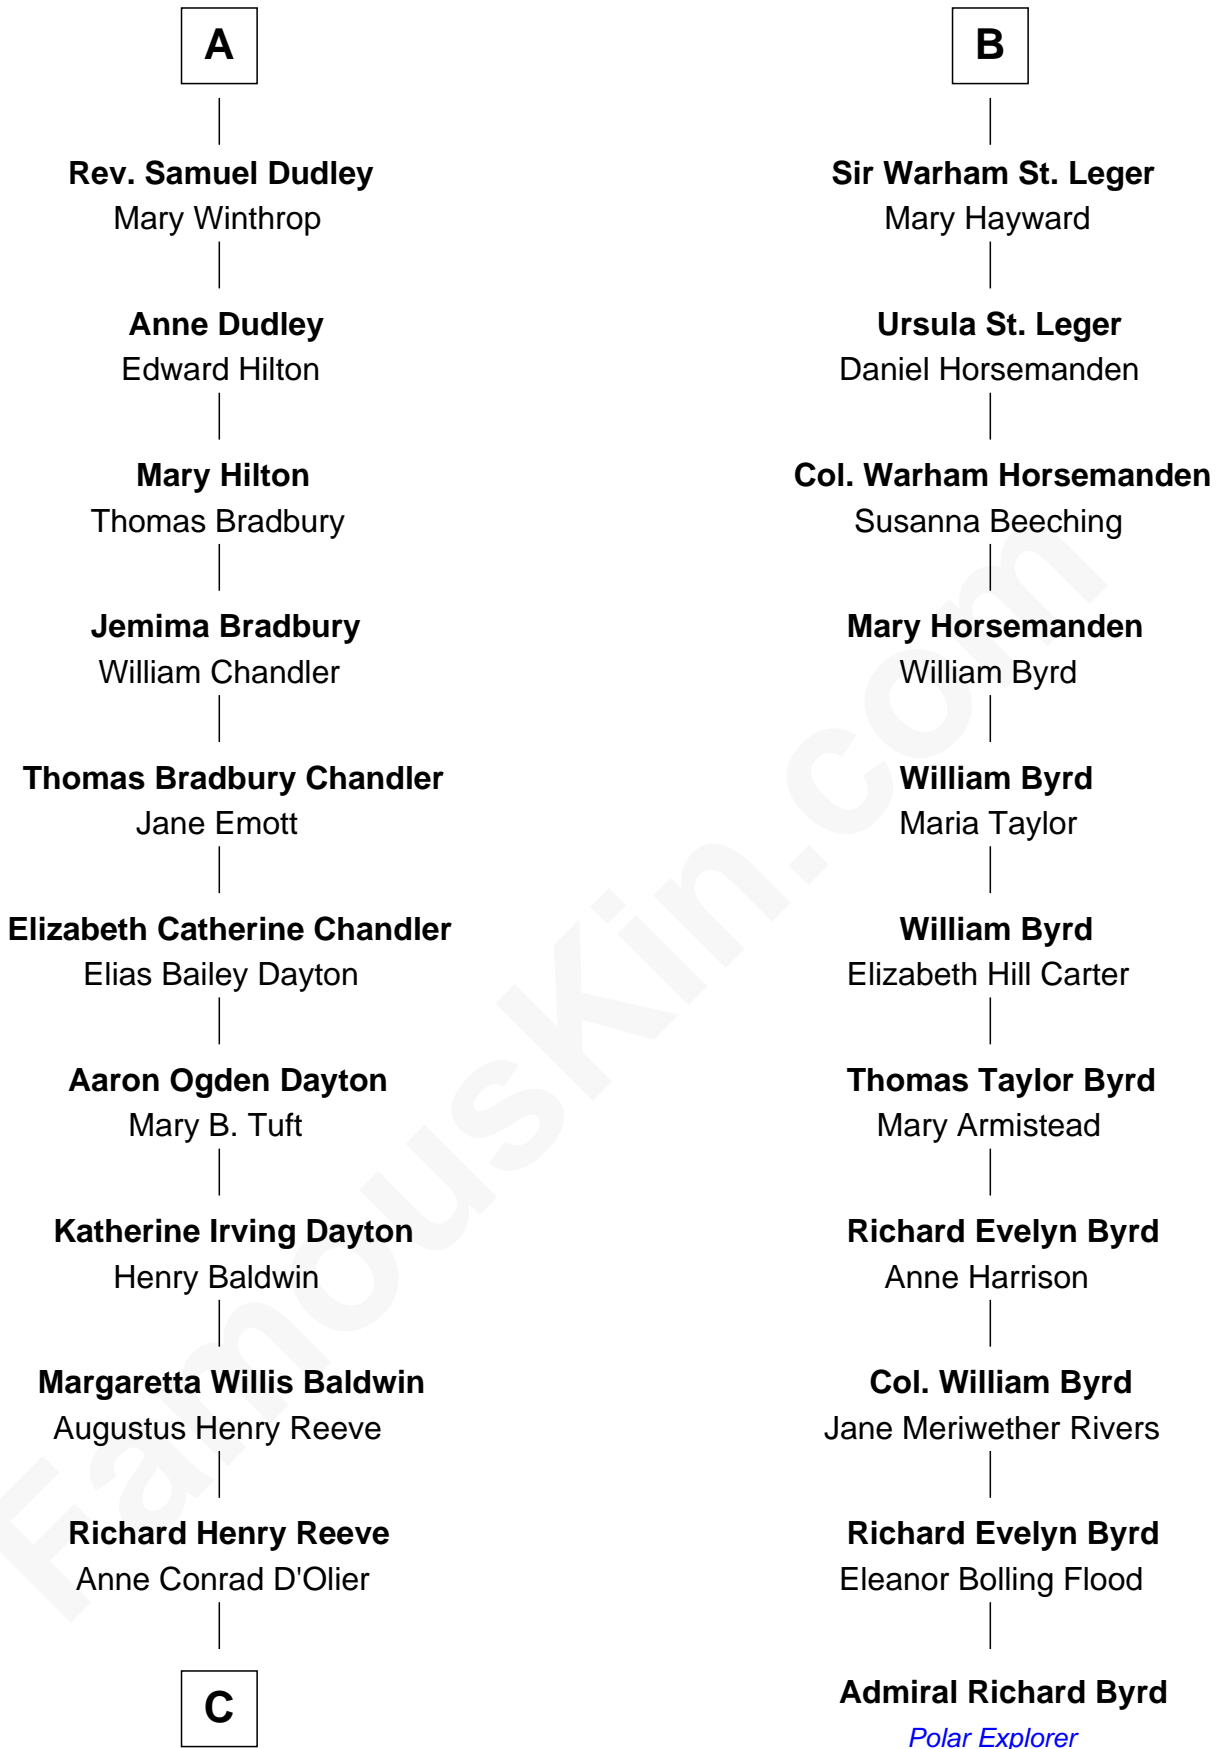 A
Rev. Samuel Dudley
Mary Winthrop
Anne Dudley
Edward Hilton
Mary Hilton
Thomas Bradbury
Jemima Bradbury
William Chandler
Thomas Bradbury Chandler
Jane Emott
Elizabeth Catherine Chandler
Elias Bailey Dayton
Aaron Ogden Dayton
Mary B. Tuft
Katherine Irving Dayton
Henry Baldwin
Margaretta Willis Baldwin
Augustus Henry Reeve
Richard Henry Reeve
Anne Conrad D'Olier
C
B
Sir Warham St. Leger
Mary Hayward
Ursula St. Leger
Daniel Horsemanden
Col. Warham Horsemanden
Susanna Beeching
Mary Horsemanden
William Byrd
William Byrd
Maria Taylor
William Byrd
Elizabeth Hill Carter
Thomas Taylor Byrd
Mary Armistead
Richard Evelyn Byrd
Anne Harrison
Col. William Byrd
Jane Meriwether Rivers
Richard Evelyn Byrd
Eleanor Bolling Flood
Admiral Richard Byrd
Polar Explorer
FamousKin.com